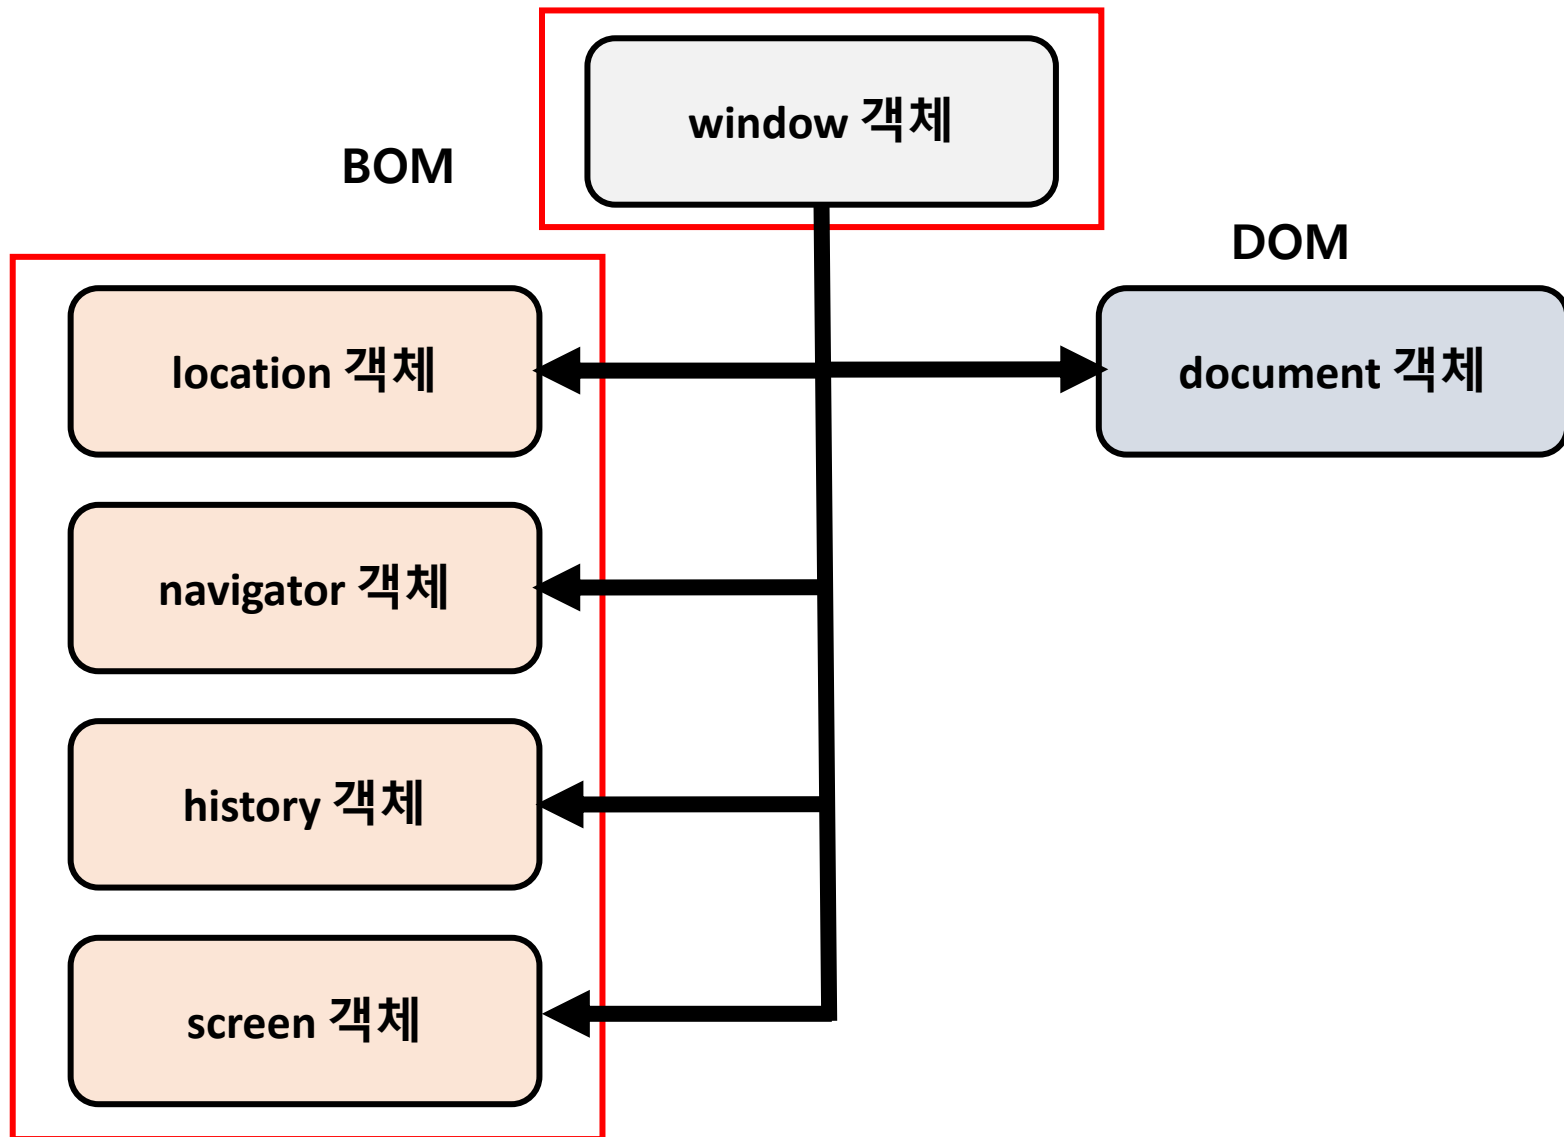 window 객체
BOM
DOM
location 객체
document 객체
navigator 객체
history 객체
screen 객체